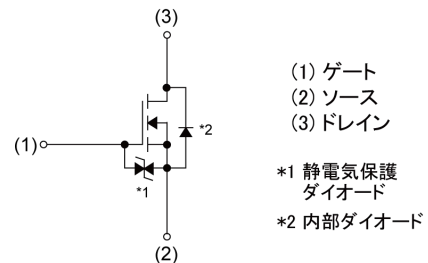 (3)
(1)
*2
*1
(2)
(1) ゲート
(2) ソース
(3) ドレイン
*1 静電気保護
ダイオード
*2 内部ダイオード